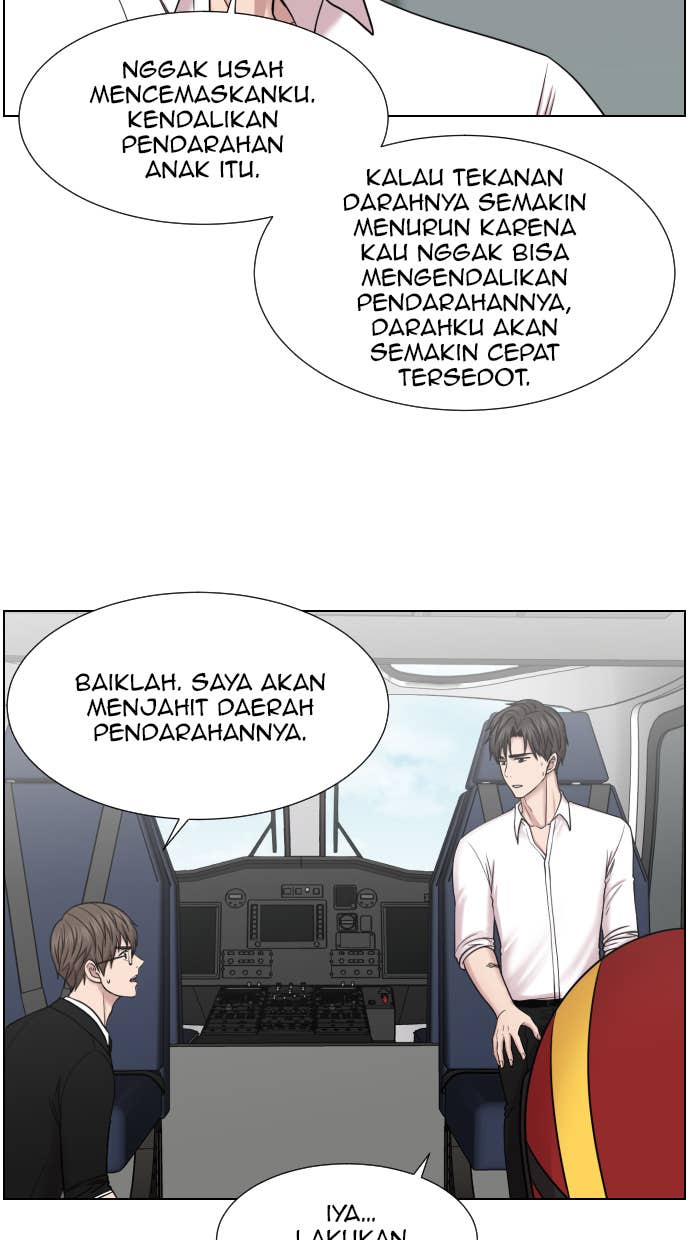 NGGAK USAH
MENCEMASKANKU.
KENDALIKAN
PENDARAHAN
ANAK ITU.
KALAU TEKANAN
DARAHNYA SEMAKIN
MENURUN KARENA
KAU NGGAK BISA
MENGENDALIKAN
PENDARAHANNYA,
DARAHKU AKAN
SEMAKIN CEPAT
TERSEDOT.
BAIKLAH. SAYA AKAN
MENJAHIT DAERAH
PENDARAHANNYA.
IYA...
LAKUKAN